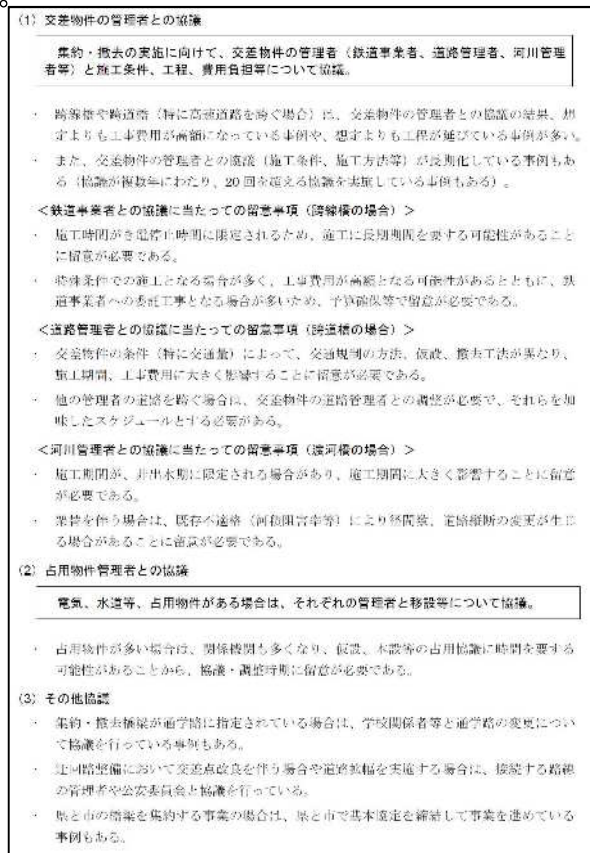 (1) 交差物件の管理者との協議
集約・撤去の実施に向けて、交差物件の管理者（鉄道事業者、道路管理者、河川管理
者等）と施工条件、工程、費用負担等について協議。
・ 跨線橋や跨道橋（特に高速道路を跨ぐ場合）は、交差物件の管理者との協議の結果、想
定よりも工事費用が高額になっている事例や、想定よりも工程が延びている事例が多い。
・ また、交差物件の管理者との協議（施工条件、施工方法等）が長期化している事例もあ
る（協議が複数年にわたり、20 回を超える協議を実施している事例もある）。
＜鉄道事業者との協議に当たっての留意事項（跨線橋の場合）＞
・ 施工時間がき電停止時間に限定されるため、施工に長期期間を要する可能性があること
に留意が必要である。
・ 特殊条件での施工となる場合が多く、工事費用が高額となる可能性があるとともに、鉄
道事業者への委託工事となる場合が多いため、予算確保等で留意が必要である。
＜道路管理者との協議に当たっての留意事項（跨道橋の場合）＞
・ 交差物件の条件（特に交通量）によって、交通規制の方法、仮設、撤去工法が異なり、
施工期間、工事費用に大きく影響することに留意が必要である。
・ 他の管理者の道路を跨ぐ場合は、交差物件の道路管理者との調整が必要で、それらを加
味したスケジュールとする必要がある。
＜河川管理者との協議に当たっての留意事項（渡河橋の場合）＞
・ 施工期間が、非出水期に限定される場合があり、施工期間に大きく影響することに留意
が必要である。
・ 架替を伴う場合は、既存不適格（河積阻害率等）により径間数、道路縦断の変更が生じ
る場合があることに留意が必要である。
(2) 占用物件管理者との協議
電気、水道等、占用物件がある場合は、それぞれの管理者と移設等について協議。
・ 占用物件が多い場合は、関係機関も多くなり、仮設、本設等の占用協議に時間を要する
可能性があることから、協議・調整時期に留意が必要である。
(3) その他協議
・ 集約・撤去橋梁が通学路に指定されている場合は、学校関係者等と通学路の変更につい
て協議を行っている事例もある。
・ 迂回路整備において交差点改良を伴う場合や道路拡幅を実施する場合は、接続する路線
の管理者や公安委員会と協議を行っている。
・ 県と市の橋梁を集約する事業の場合は、県と市で基本協定を締結して事業を進めている
事例もある。